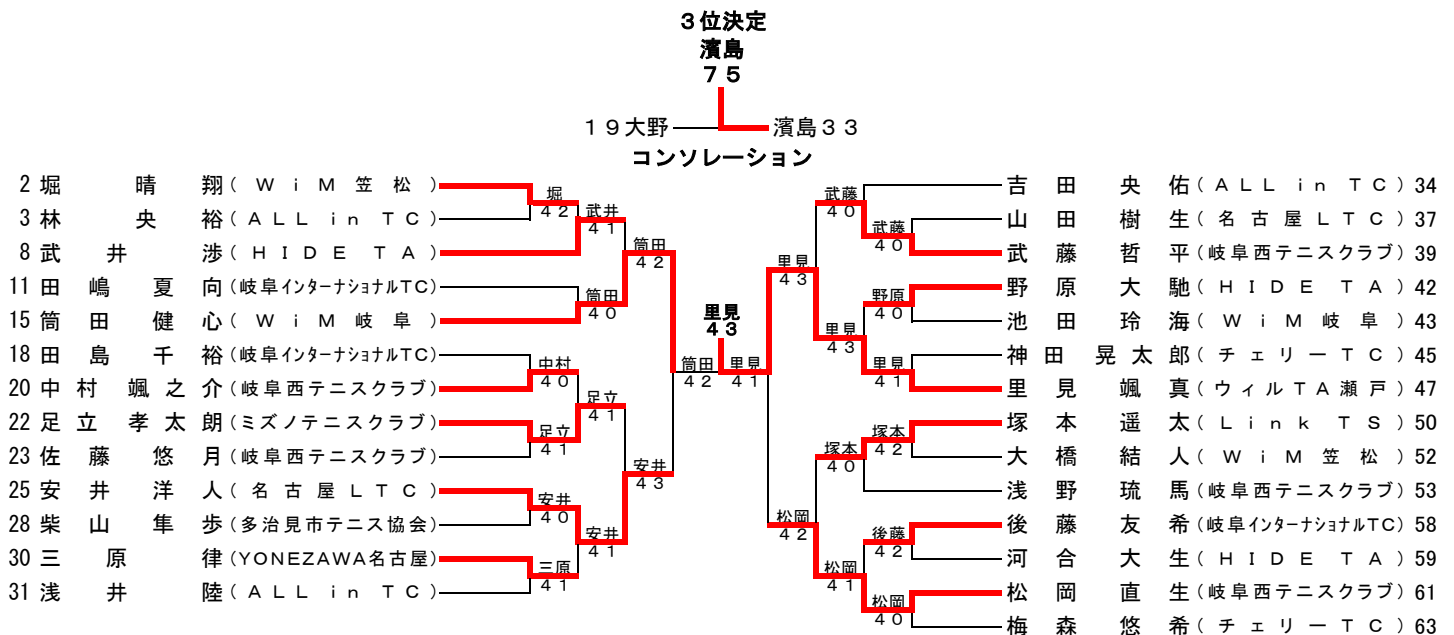 ３位決定
濱島
７５
１９大野 濱島３３
コンソレーション
2 堀 晴翔 (ＷｉＭ笠松)
3 林 央裕 (ＡＬＬ ｉｎ ＴＣ)
8 武井 渉 (ＨＩＤＥ ＴＡ)
11 田嶋 夏向 (岐阜インターナショナルTC)
15 筒田 健心 (ＷｉＭ岐阜)
18 田島 千裕 (岐阜インターナショナルTC)
20 中村 颯之介 (岐阜西テニスクラブ)
22 足立 孝太朗 (ミズノテニスクラブ)
23 佐藤 悠月 (岐阜西テニスクラブ)
25 安井 洋人 (名古屋ＬＴＣ)
28 柴山 隼歩 (多治見市テニス協会)
30 三原 律 (YONEZAWA名古屋)
31 浅井 陸 (ＡＬＬ ｉｎ ＴＣ)
堀
４２
武井
４１
筒田
４０
筒田
４２
中村
４０
足立
４１
足立
４１
安井
４０
三原
４１
安井
４１
安井
４３
筒田
４２
里見
４３
里見
４１
里見
４３
松岡
４２
武藤
４０
武藤
４０
野原
４０
里見
４３
里見
４１
塚本
４２
塚本
４０
後藤
４２
松岡
４１
松岡
４０
吉田 央佑 (ＡＬＬ ｉｎ ＴＣ) 34
山田 樹生 (名古屋ＬＴＣ) 37
武藤 哲平 (岐阜西テニスクラブ) 39
野原 大馳 (ＨＩＤＥ ＴＡ) 42
池田 玲海 (ＷｉＭ岐阜) 43
神田 晃太郎 (チェリーＴＣ) 45
里見 颯真 (ウィルＴＡ瀬戸) 47
塚本 遥太 (Ｌｉｎｋ ＴＳ) 50
大橋 結人 (ＷｉＭ笠松) 52
浅野 琉馬 (岐阜西テニスクラブ) 53
後藤 友希 (岐阜インターナショナルTC) 58
河合 大生 (ＨＩＤＥ ＴＡ) 59
松岡 直生 (岐阜西テニスクラブ) 61
梅森 悠希 (チェリーＴＣ) 63